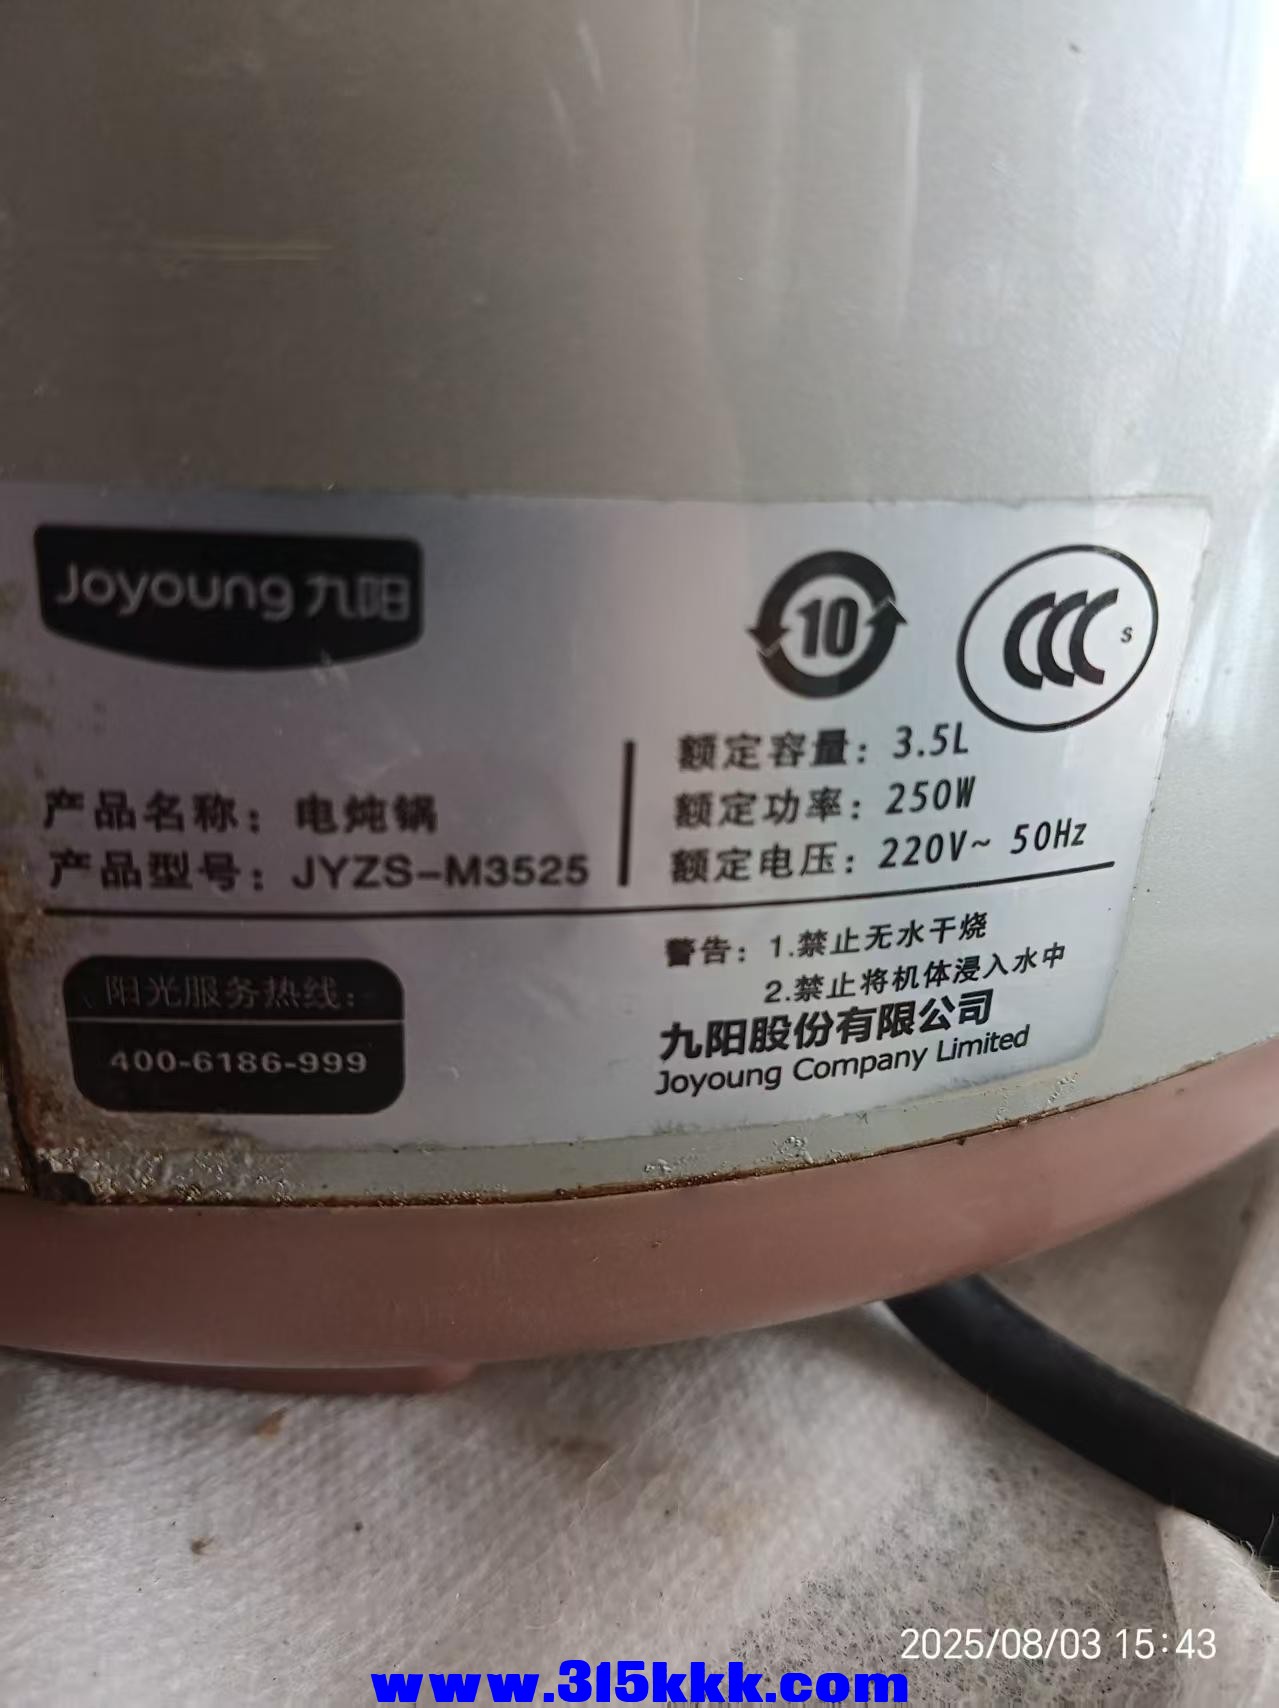 Joyoung 九阳
10
CCC S
额定容量：3.5L
额定功率：250W
额定电压：220V~ 50Hz
产品名称：电炖锅
产品型号：JYZS-M3525
警告：1.禁止无水干烧
2.禁止将机体浸入水中
九阳股份有限公司
Joyoung Company Limited
阳光服务热线：
400-6186-999
2025/08/03 15:43
www.315kkk.com